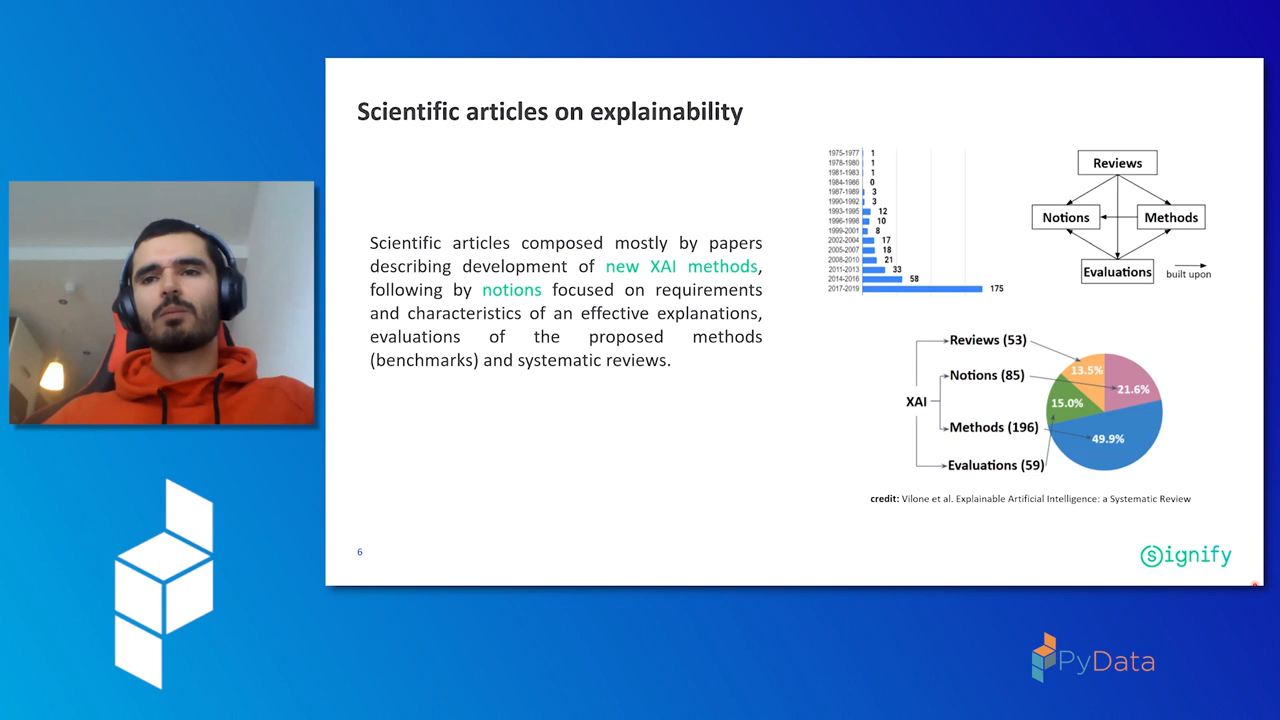 Scientific articles on explainability
Scientific articles composed mostly by papers
describing development of new XAI methods,
following by notions focused on requirements
and characteristics of an effective explanations,
evaluations of the proposed methods
(benchmarks) and systematic reviews.
1975-1977 1
1978-1980 1
1981-1983 1
1984-1986 0
1987-1989 3
1990-1992 3
1993-1995 12
1996-1998 10
1999-2001 8
2002-2004 17
2005-2007 18
2008-2010 21
2011-2013 33
2014-2016 58
2017-2019 175
Reviews
Notions
Methods
Evaluations
built upon
XAI
Reviews (53)
Notions (85)
Methods (196)
Evaluations (59)
13.5%
21.6%
15.0%
49.9%
credit: Vilone et al. Explainable Artificial Intelligence: a Systematic Review
6
signify
PyData